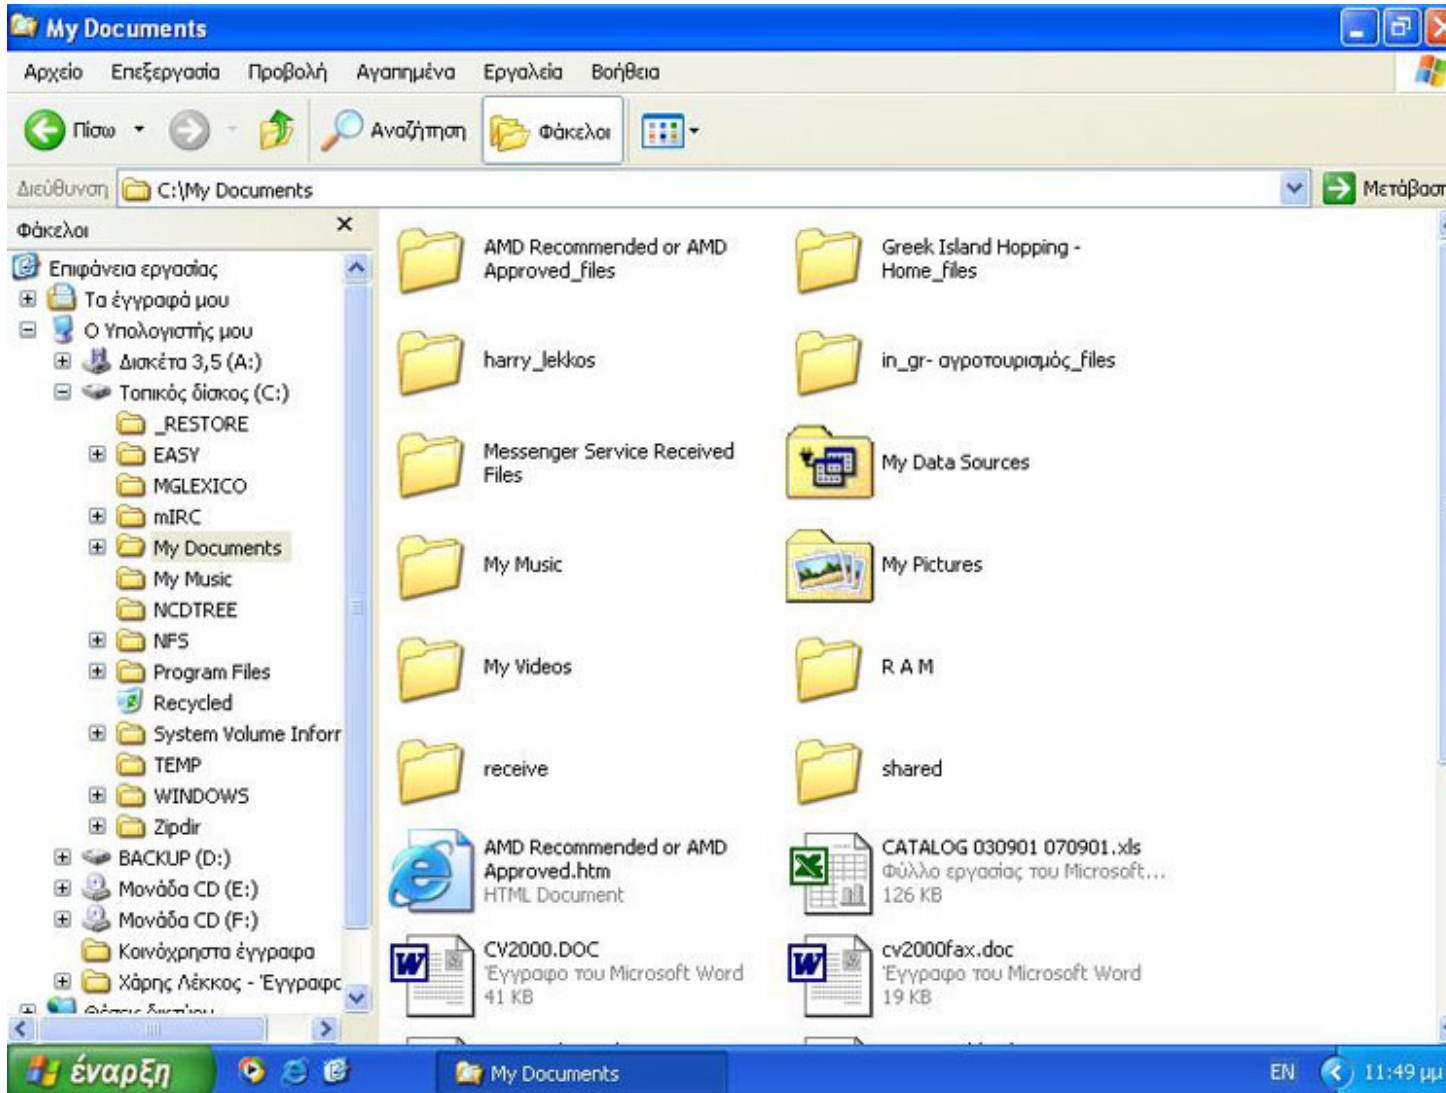 My Documents
Αρχείο Επεξεργασία Προβολή Αγαπημένα Εργαλεία Βοήθεια
Πίσω Αναζήτηση Φάκελοι
Διεύθυνση C:\My Documents Μετάβαση
Φάκελοι
Επιφάνεια εργασίας
Τα έγγραφά μου
Ο Υπολογιστής μου
Δισκέτα 3,5 (A:)
Τοπικός δίσκος (C:)
_RESTORE
EASY
MGLEXICO
mIRC
My Documents
My Music
NCDTREE
NFS
Program Files
Recycled
System Volume Inforr
TEMP
WINDOWS
Zipdir
BACKUP (D:)
Μονάδα CD (E:)
Μονάδα CD (F:)
Κοινόχρηστα έγγραφα
Χάρης Λέκκος - Έγγραφο
AMD Recommended or AMD
Approved_files
Greek Island Hopping -
Home_files
harry_lekkos
in_gr- αγροτουρισμός_files
Messenger Service Received
Files
My Data Sources
My Music
My Pictures
My Videos
R A M
receive
shared
AMD Recommended or AMD
Approved.htm
HTML Document
CATALOG 030901 070901.xls
Φύλλο εργασίας του Microsoft...
126 KB
CV2000.DOC
Έγγραφο του Microsoft Word
41 KB
cv2000fax.doc
Έγγραφο του Microsoft Word
19 KB
έναρξη My Documents EN 11:49 μμ